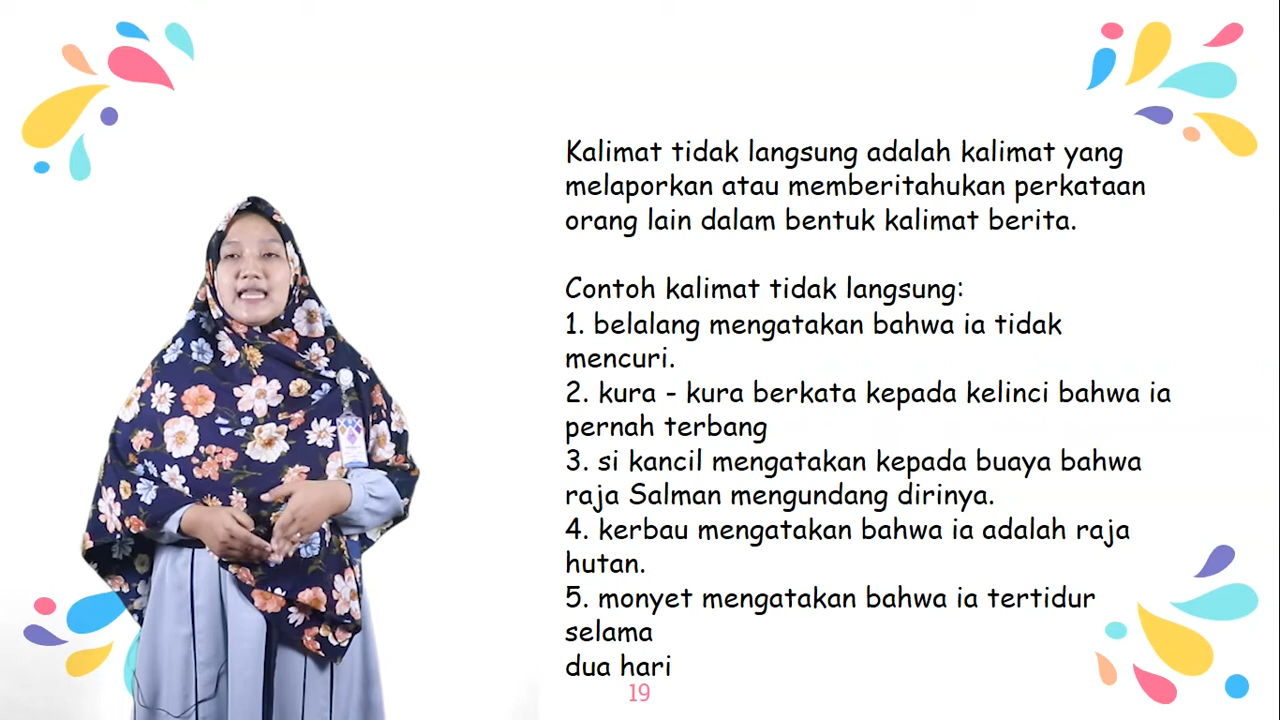 Kalimat tidak langsung adalah kalimat yang
melaporkan atau memberitahukan perkataan
orang lain dalam bentuk kalimat berita.
Contoh kalimat tidak langsung:
1. belalang mengatakan bahwa ia tidak
mencuri.
2. kura - kura berkata kepada kelinci bahwa ia
pernah terbang
3. si kancil mengatakan kepada buaya bahwa
raja Salman mengundang dirinya.
4. kerbau mengatakan bahwa ia adalah raja
hutan.
5. monyet mengatakan bahwa ia tertidur
selama
dua hari
19